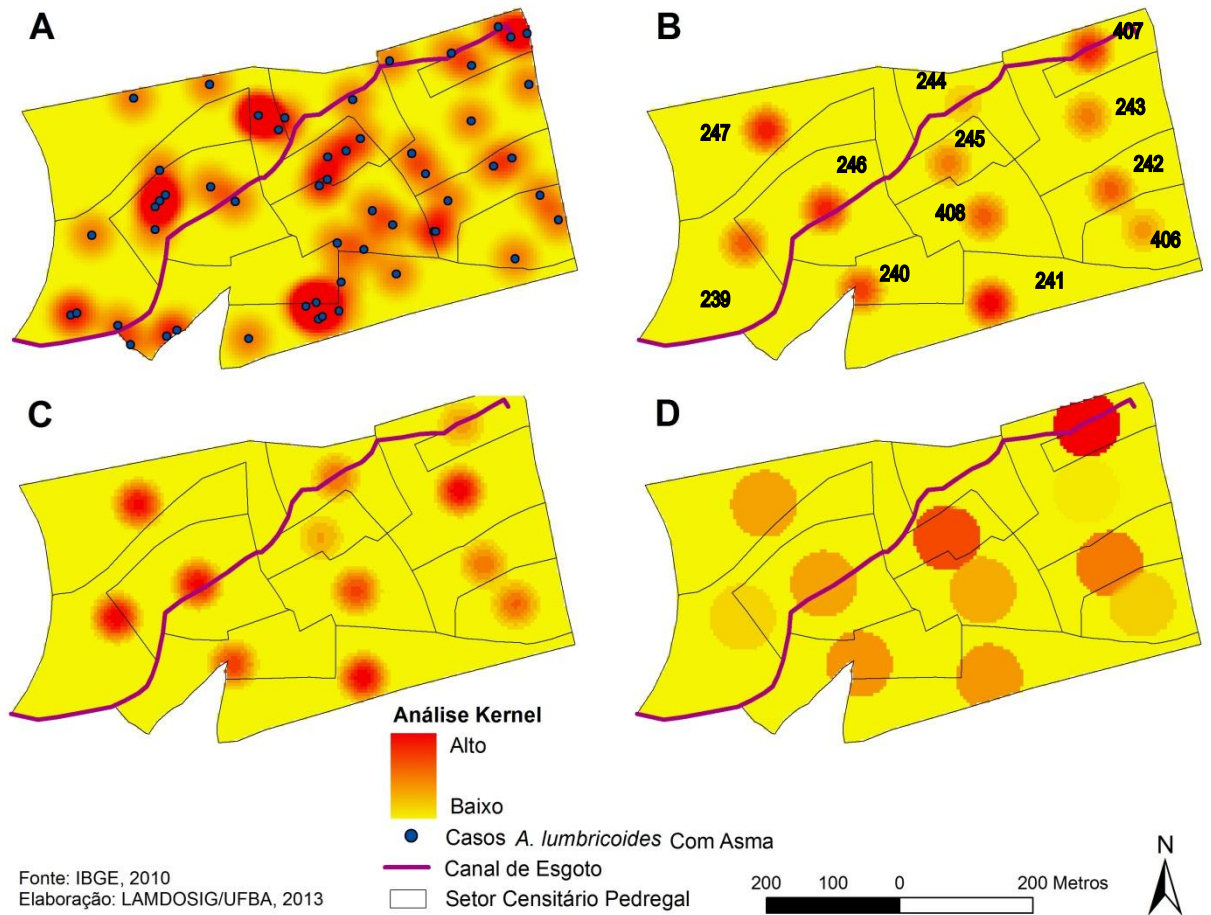 A
B
407
244
243
247
245
246
242
408
406
240
241
239
C
D
Análise Kernel
Alto
Baixo
Casos A. lumbricoides Com Asma
Canal de Esgoto
Setor Censitário Pedregal
Fonte: IBGE, 2010
Elaboração: LAMDOSIG/UFBA, 2013
200 100 0 200 Metros
N